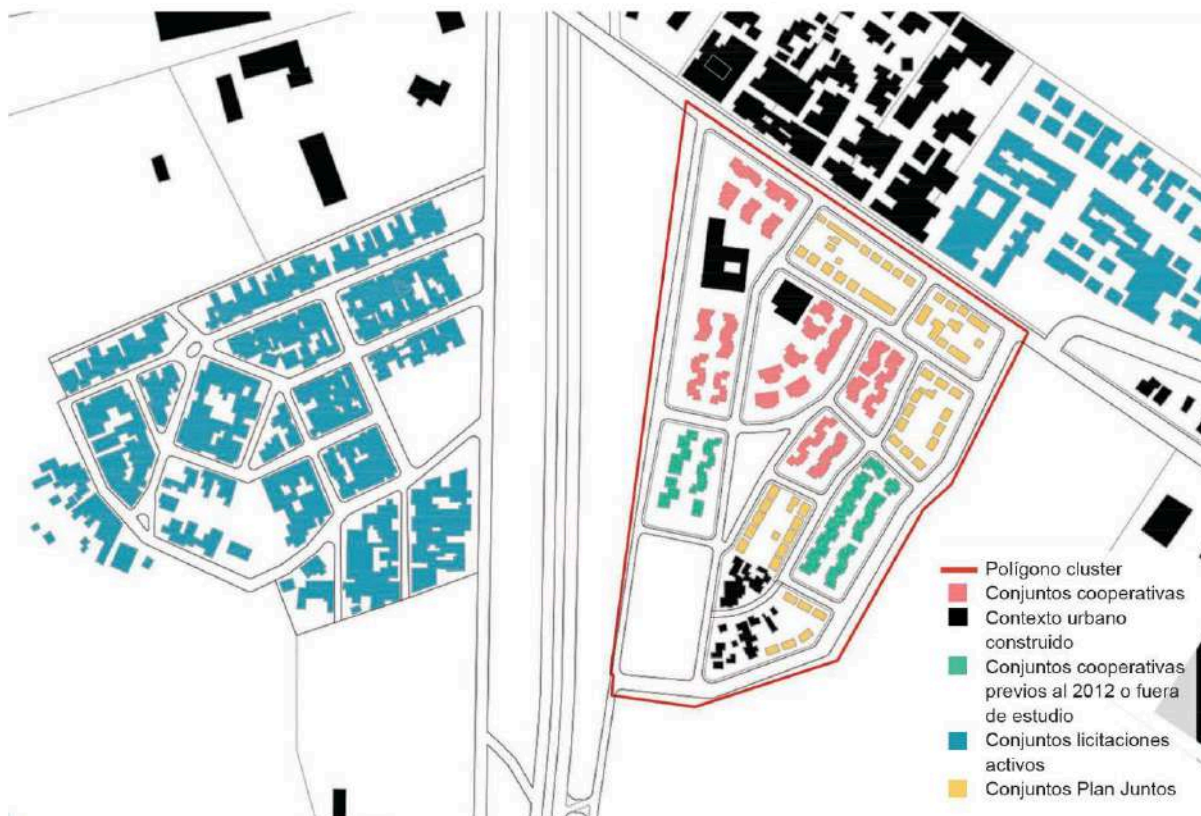 Polígono cluster
Conjuntos cooperativas
Contexto urbano
construido
Conjuntos cooperativas
previos al 2012 o fuera
de estudio
Conjuntos licitaciones
activos
Conjuntos Plan Juntos